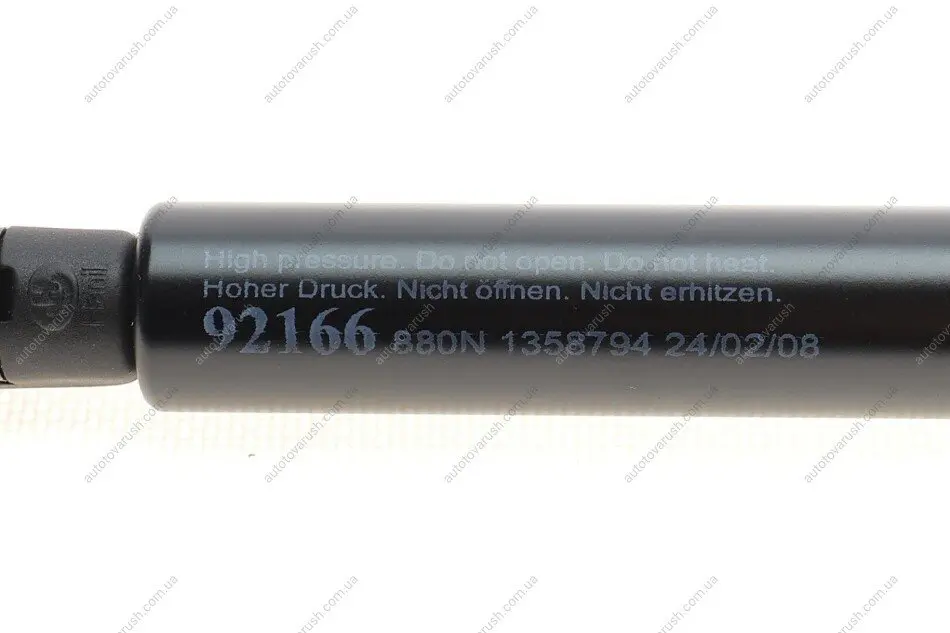 High pressure. Do not open. Do not heat.
Hoher Druck. Nicht öffnen. Nicht erhitzen.
92166 880N 1358794 24/02/08
autotovarush.com.ua